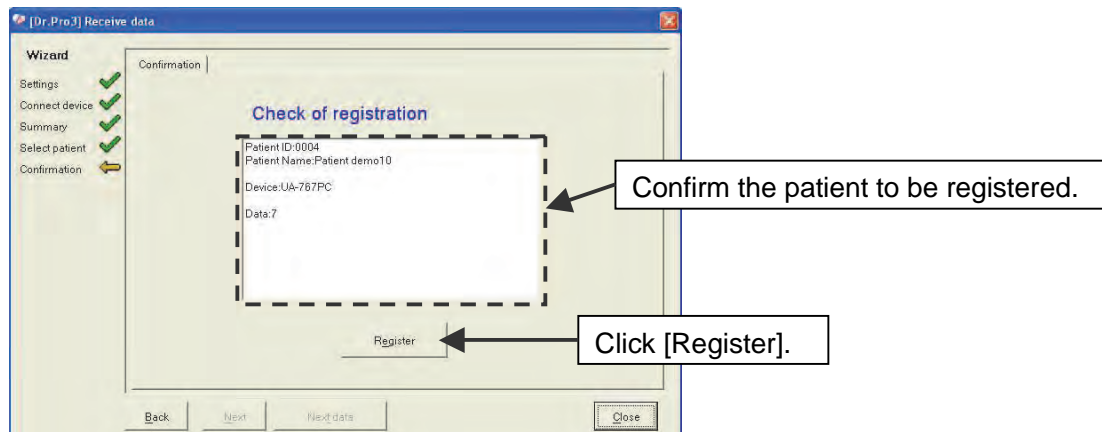 [Dr.Pro3] Receive data
Wizard
Settings
Connect device
Summary
Select patient
Confirmation
Confirmation
Check of registration
Patient ID:0004
Patient Name:Patient demo10
Device:UA-767PC
Data:7
Confirm the patient to be registered.
Register
Click [Register].
Back
Next
Next data
Close